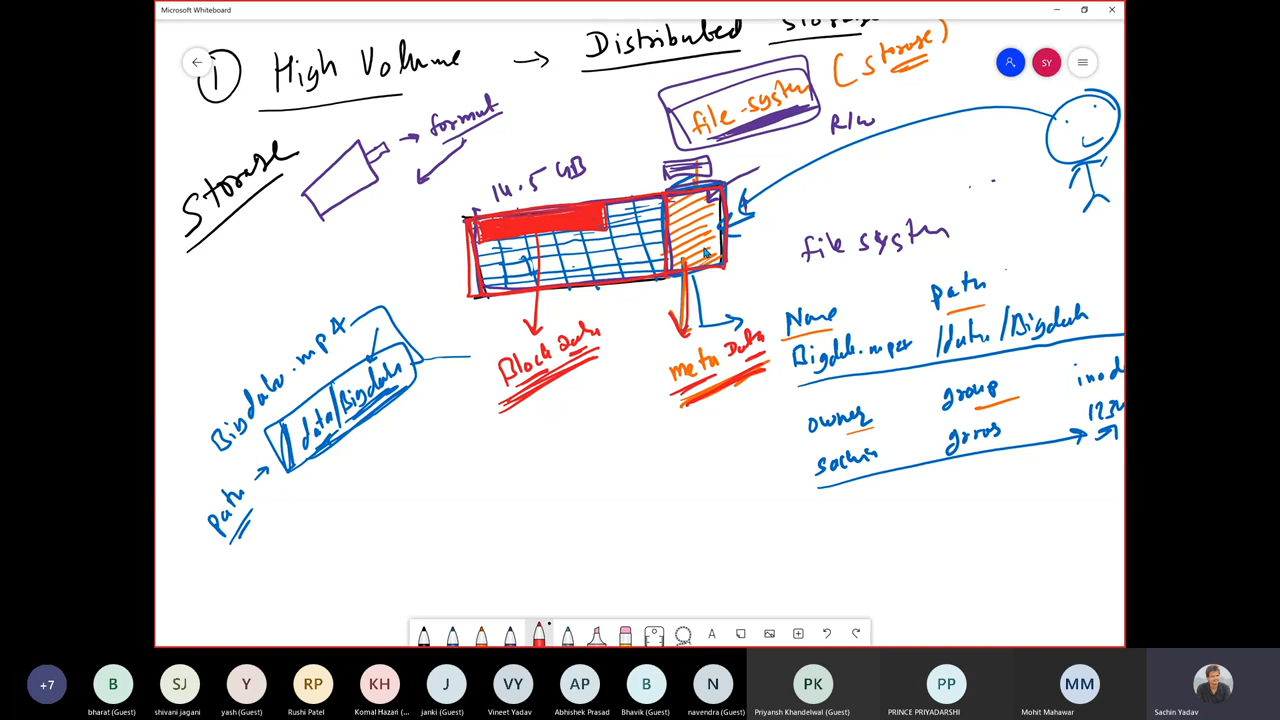 Microsoft Whiteboard
① High Volume → Distributed Storage
(storage)
file-system
format
R/W
Storage
14.5 GB
file system
Name path
Bigdata.mp4 /data/Bigdata
Block Data
meta Data
Bigdata.mp4
/data/Bigdata
path
owner group
sachin
SY
+7
B
SJ
Y
RP
KH
J
VY
AP
B
N
PK
PP
MM
bharat (Guest)
shivani jagani
yash (Guest)
Rushi Patel
Komal Hazari (...
janki (Guest)
Vineet Yadav
Abhishek Prasad
Bhavik (Guest)
navendra (Guest)
Priyansh Khandelwal (Guest)
PRINCE PRIYADARSHI
Mohit Mahawar
Sachin Yadav